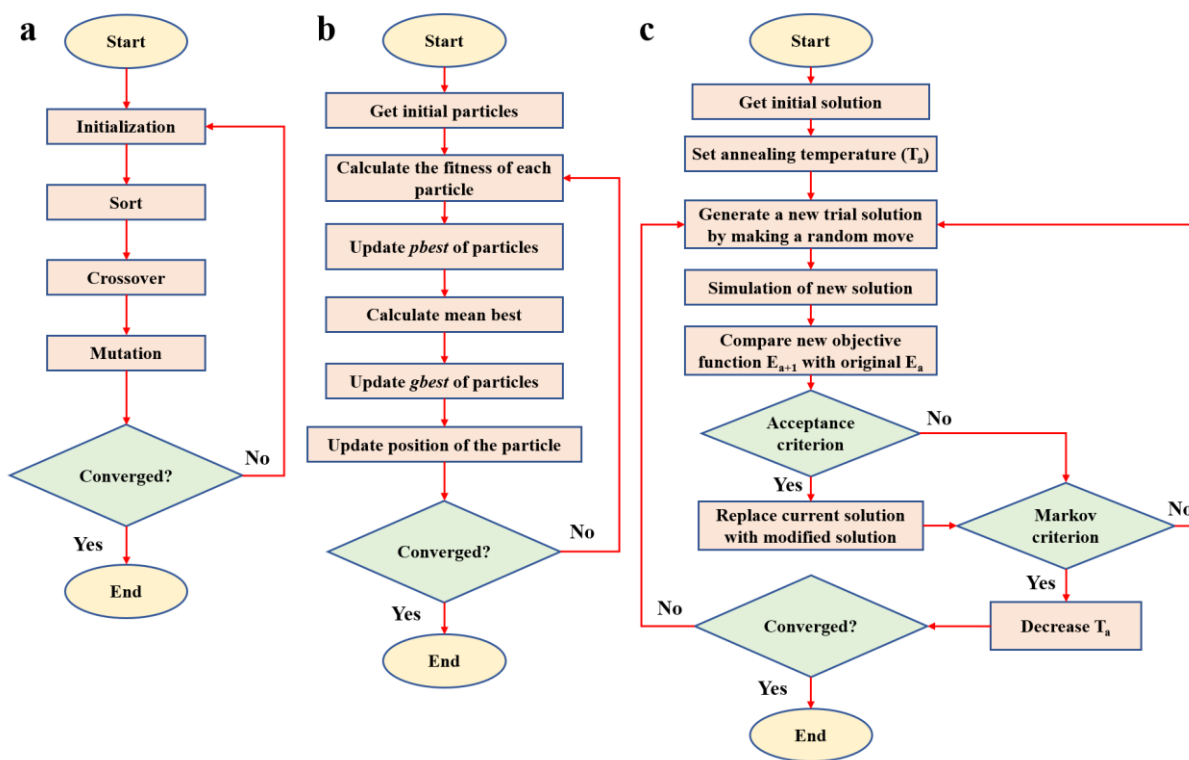 a
Start
Initialization
Sort
Crossover
Mutation
Converged?
No
Yes
End
b
Start
Get initial particles
Calculate the fitness of each
particle
Update pbest of particles
Calculate mean best
Update gbest of particles
Update position of the particle
Converged?
No
Yes
End
c
Start
Get initial solution
Set annealing temperature (Tₐ)
Generate a new trial solution
by making a random move
Simulation of new solution
Compare new objective
function Eₐ₊₁ with original Eₐ
Acceptance
criterion
No
Yes
Replace current solution
with modified solution
Markov
criterion
No
Yes
Decrease Tₐ
Converged?
No
Yes
End